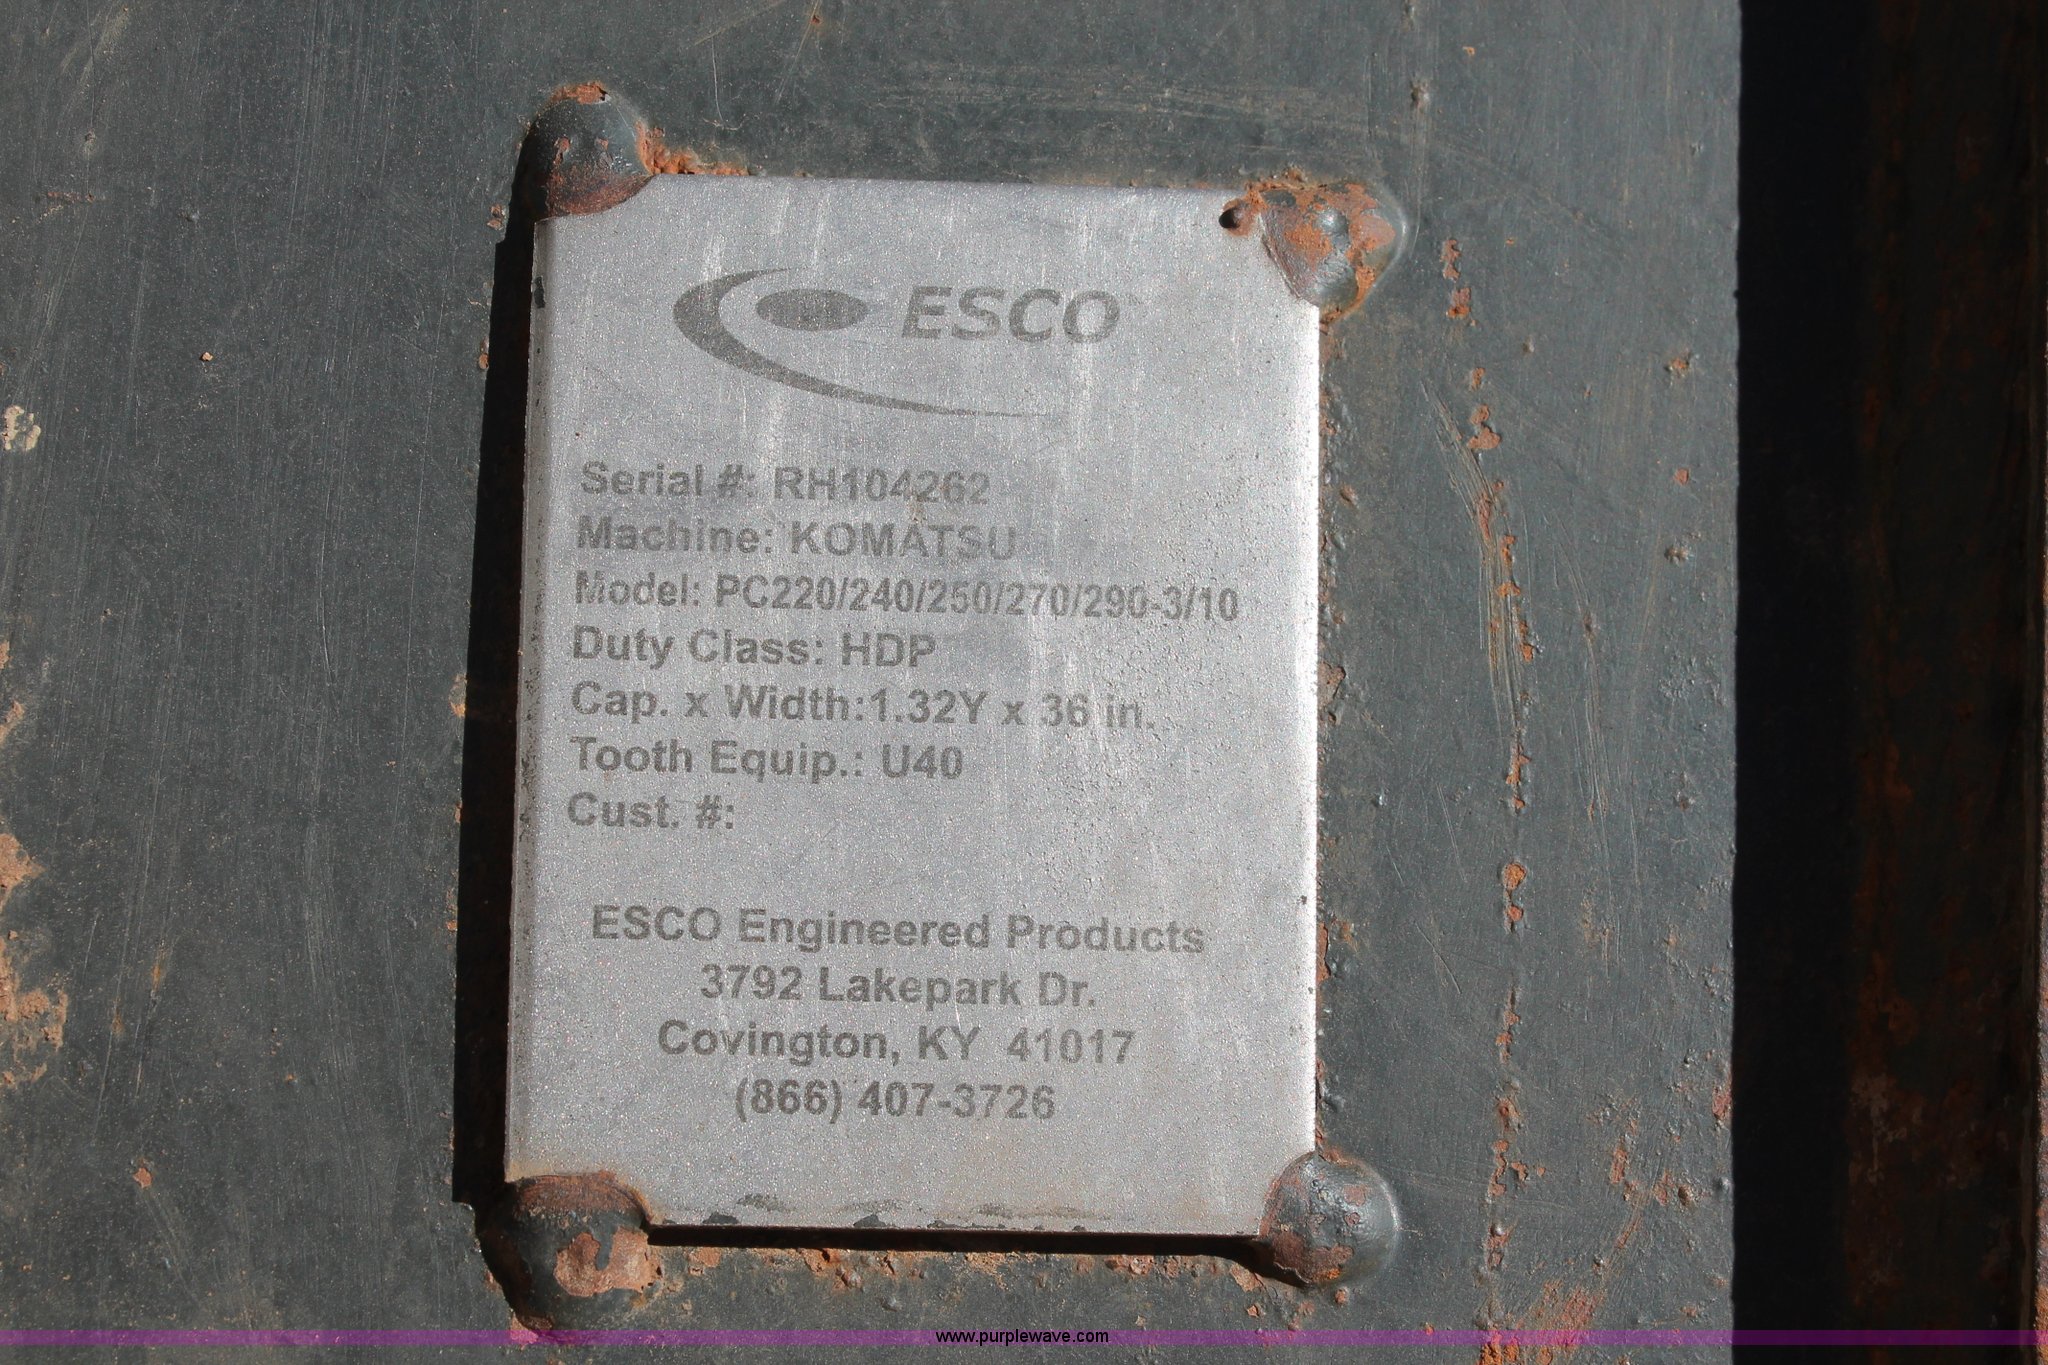 ESCO
Serial #: RH104262
Machine: KOMATSU
Model: PC220/240/250/270/290-3/10
Duty Class: HDP
Cap. x Width:1.32Y x 36 in.
Tooth Equip.: U40
Cust. #:
ESCO Engineered Products
3792 Lakepark Dr.
Covington, KY  41017
(866) 407-3726
www.purplewave.com